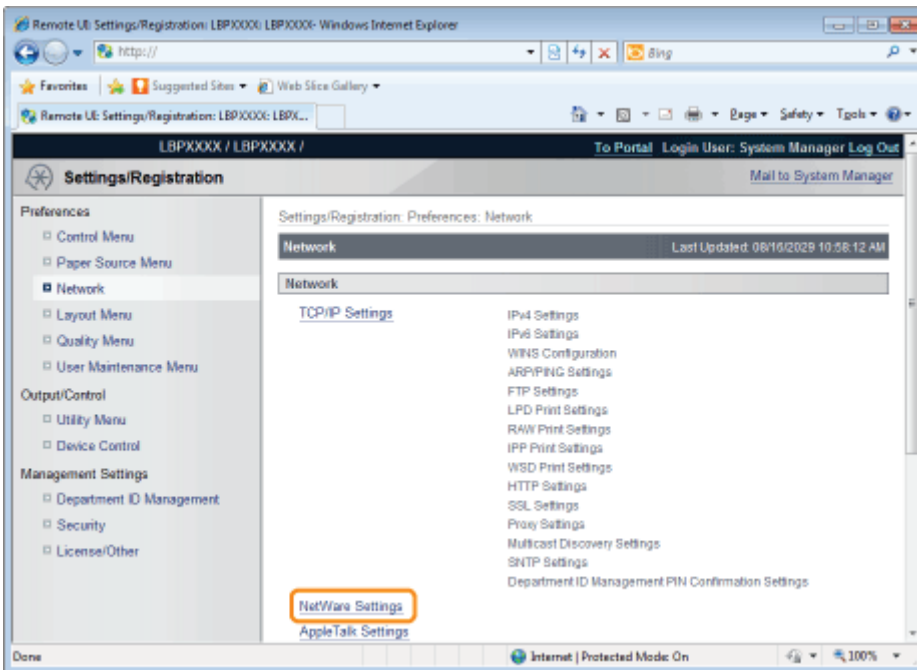 Remote UI: Settings/Registration: LBPXXXX: LBPXXXX- Windows Internet Explorer
http://
Bing
Favorites Suggested Sites Web Slice Gallery
Remote UI: Settings/Registration: LBPXXXX: LBPX... Page Safety Tools
LBPXXXX / LBPXXXX / To Portal Login User: System Manager Log Out
Settings/Registration Mail to System Manager
Preferences
Control Menu
Paper Source Menu
Network
Layout Menu
Quality Menu
User Maintenance Menu
Output/Control
Utility Menu
Device Control
Management Settings
Department ID Management
Security
License/Other
Settings/Registration: Preferences: Network
Network Last Updated: 08/16/2029 10:58:12 AM
Network
TCP/IP Settings
IPv4 Settings
IPv6 Settings
WINS Configuration
ARP/PING Settings
FTP Settings
LPD Print Settings
RAW Print Settings
IPP Print Settings
WSD Print Settings
HTTP Settings
SSL Settings
Proxy Settings
Multicast Discovery Settings
SNTP Settings
Department ID Management PIN Confirmation Settings
NetWare Settings
AppleTalk Settings
Done Internet | Protected Mode: On 100%